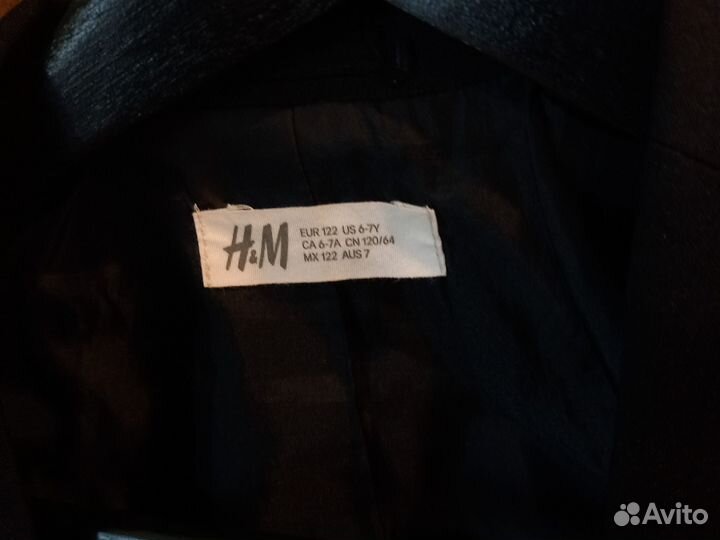 H&M
EUR 122 US 6-7Y
CA 6-7A CN 120/64
MX 122 AUS 7
Avito